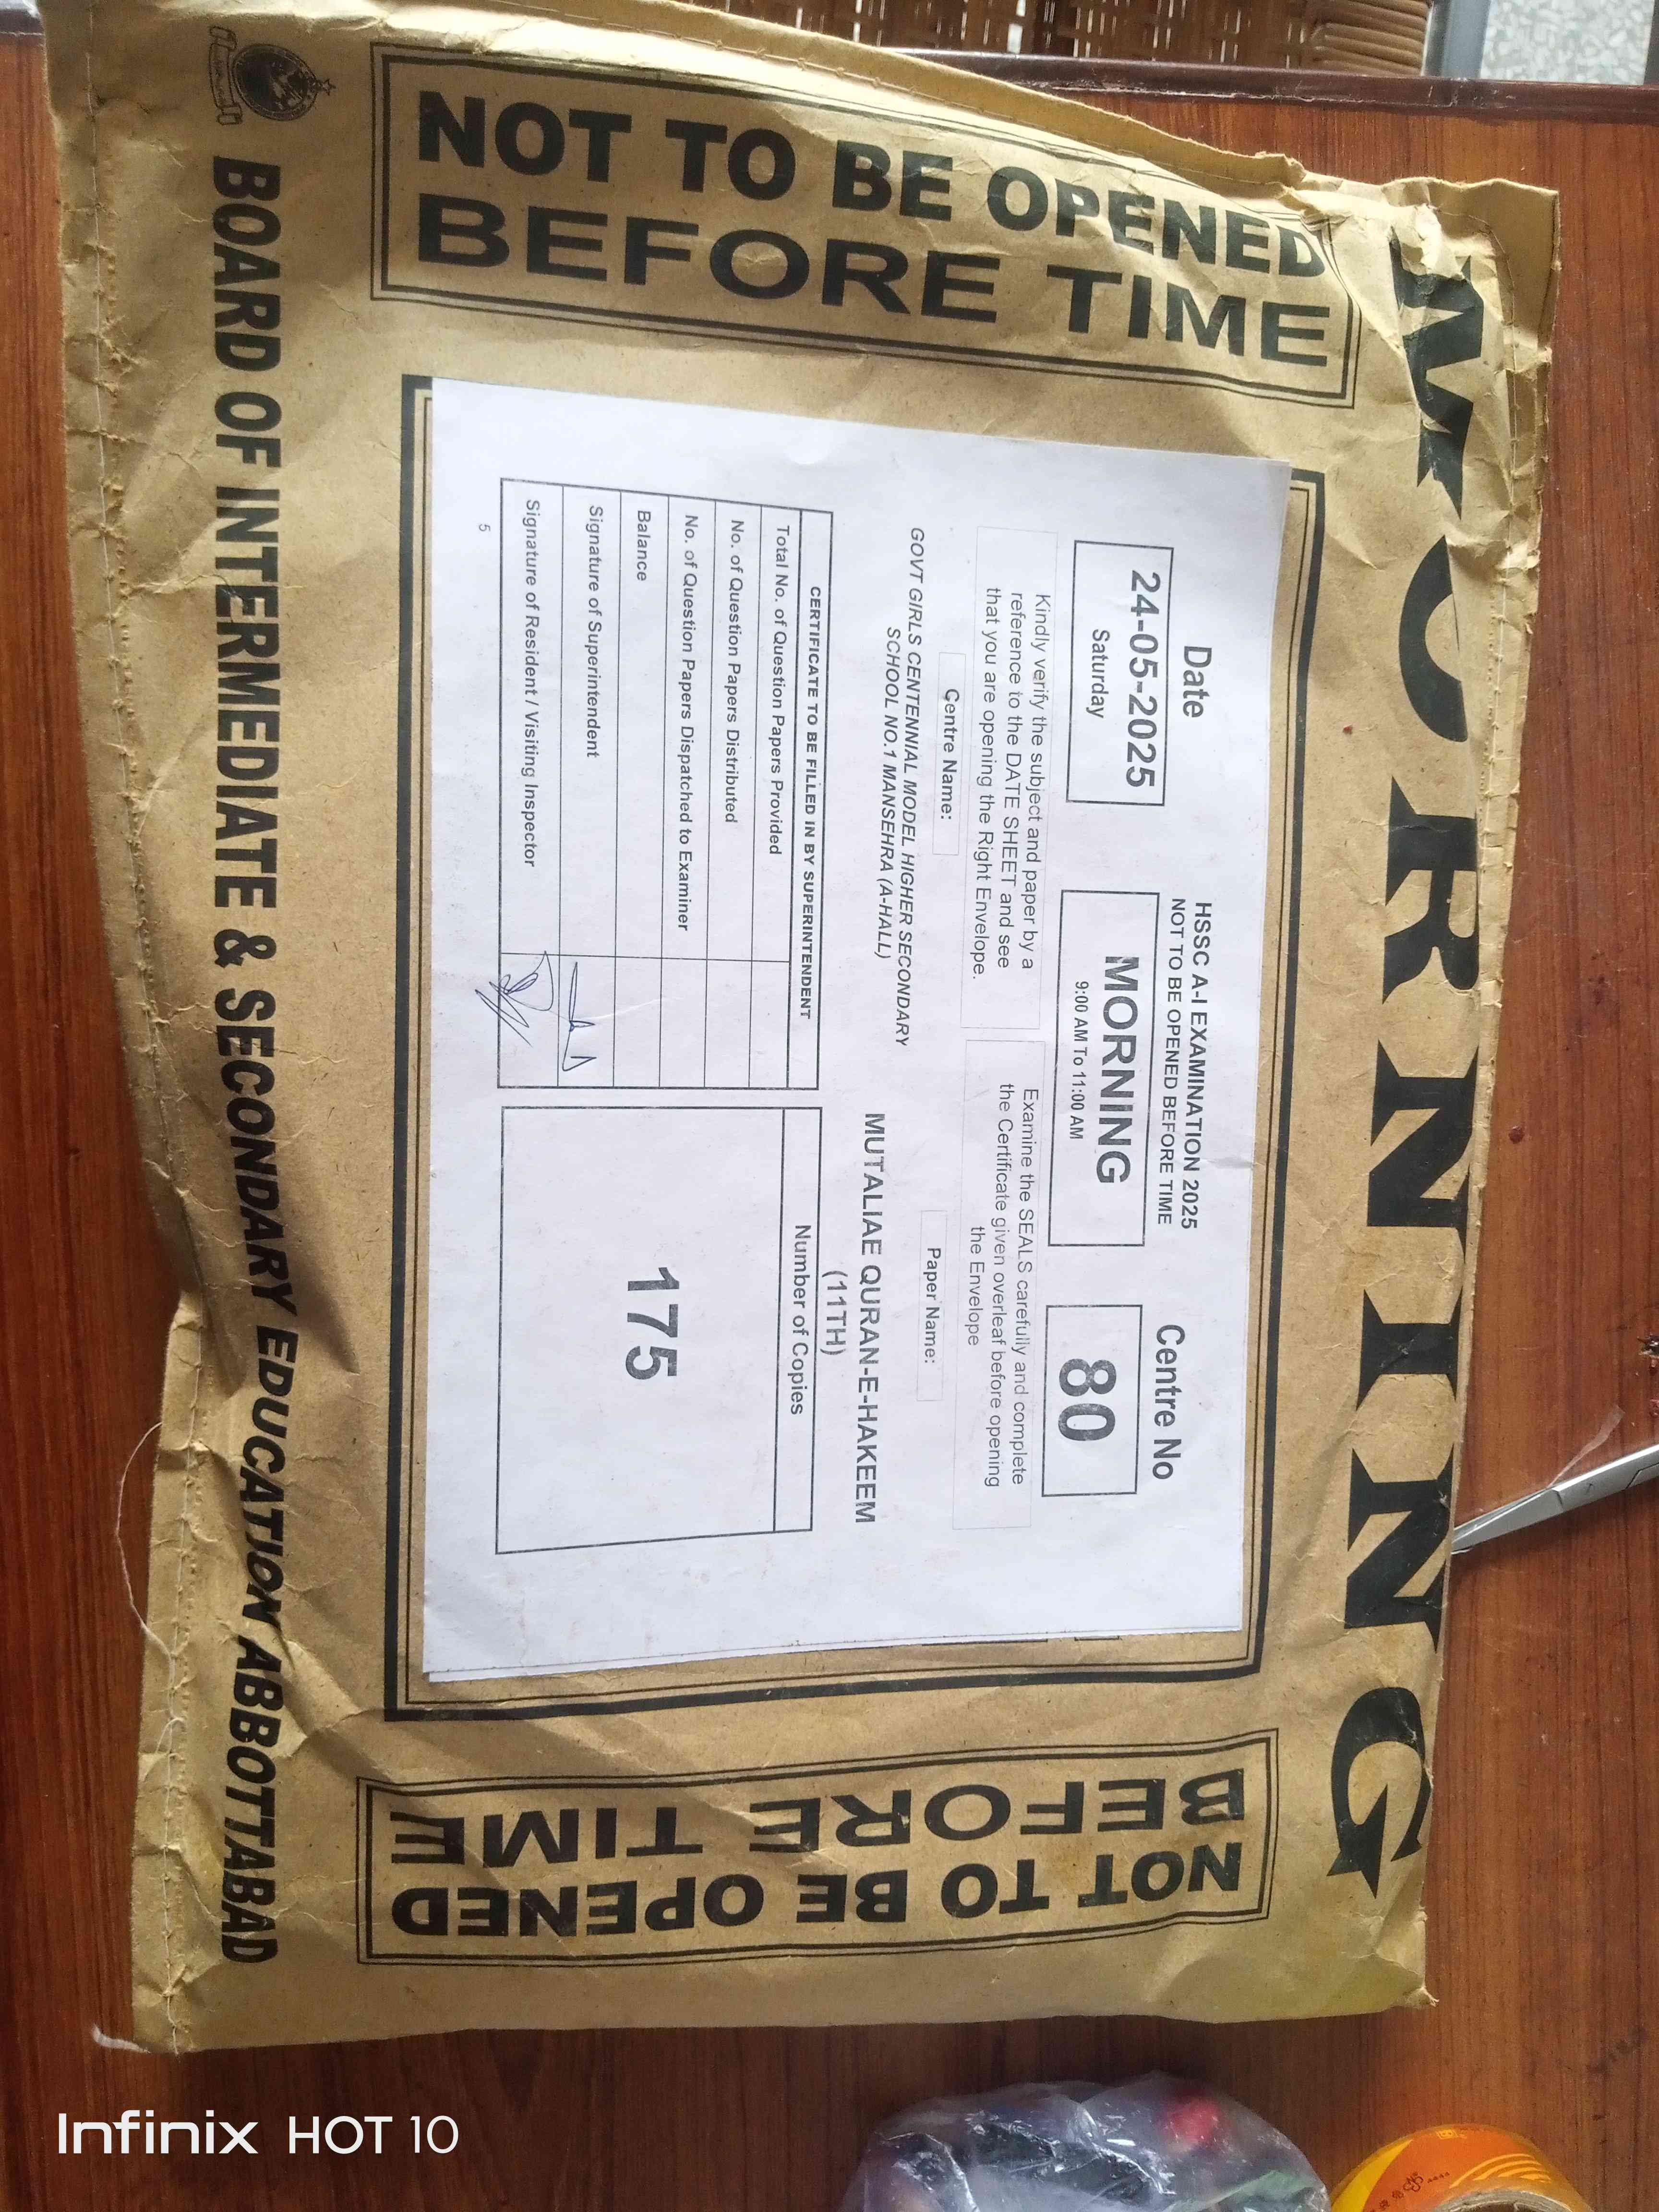 MORNING
NOT TO BE OPENED
BEFORE TIME
Date
24-05-2025
Saturday
HSSC A-I EXAMINATION 2025
NOT TO BE OPENED BEFORE TIME
MORNING
9:00 AM To 11:00 AM
Centre No
80
Kindly verify the subject and paper by a
reference to the DATE SHEET and see
that you are opening the Right Envelope.
Examine the SEALS carefully and complete
the Certificate given overleaf before opening
the Envelope
Centre Name:
GOVT GIRLS CENTENNIAL MODEL HIGHER SECONDARY
SCHOOL NO.1 MANSEHRA (A-HALL)
Paper Name:
MUTALIAE QURAN-E-HAKEEM
(11TH)
CERTIFICATE TO BE FILLED IN BY SUPERINTENDENT
Total No. of Question Papers Provided
No. of Question Papers Distributed
No. of Question Papers Dispatched to Examiner
Balance
Signature of Superintendent
Signature of Resident / Visiting Inspector
5
Number of Copies
175
NOT TO BE OPENED
BEFORE TIME
BOARD OF INTERMEDIATE & SECONDARY EDUCATION ABBOTTABAD
Infinix HOT 10